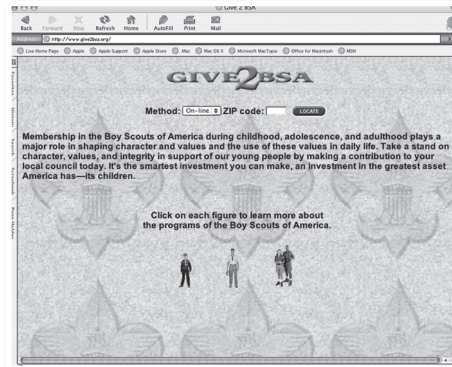 Give 2 BSA
Back Forward Stop Refresh Home AutoFill Print Mail
Address http://www.give2bsa.org/
Live Home Page Apple Apple Support Apple Store .Mac Mac OS X Microsoft MacTopia Office for Macintosh MSN
Favorites
History
Search
Scrapbook
Page Holder
GIVE2BSA
Method: On-line ZIP code: LOCATE
Membership in the Boy Scouts of America during childhood, adolescence, and adulthood plays a
major role in shaping character and values and the use of these values in daily life. Take a stand on
character, values, and integrity in support of our young people by making a contribution to your
local council today. It's the smartest investment you can make, an investment in the greatest asset
America has—its children.
Click on each figure to learn more about
the programs of the Boy Scouts of America.